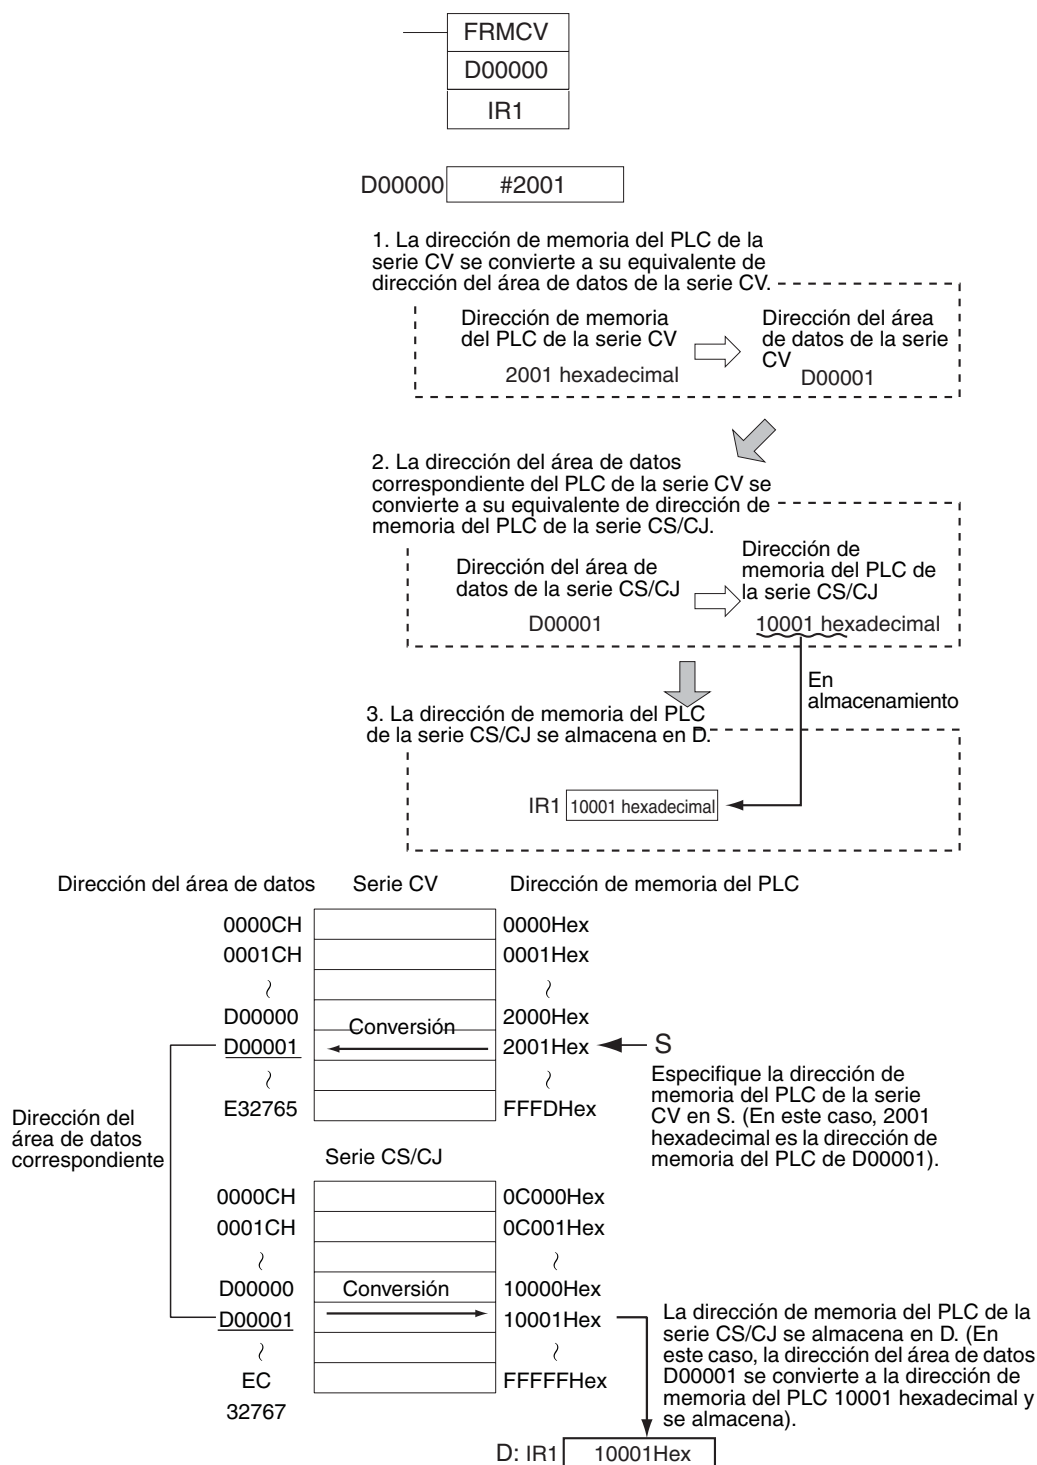 FRMCV
D00000
IR1
D00000 #2001
1. La dirección de memoria del PLC de la
serie CV se convierte a su equivalente de
dirección del área de datos de la serie CV.
Dirección de memoria
del PLC de la serie CV
2001 hexadecimal
Dirección del área
de datos de la serie
CV
D00001
2. La dirección del área de datos
correspondiente del PLC de la serie CV se
convierte a su equivalente de dirección de
memoria del PLC de la serie CS/CJ.
Dirección del área de
datos de la serie CS/CJ
D00001
Dirección de
memoria del PLC de
la serie CS/CJ
10001 hexadecimal
En
almacenamiento
3. La dirección de memoria del PLC
de la serie CS/CJ se almacena en D.
IR1 10001 hexadecimal
Dirección del área de datos Serie CV Dirección de memoria del PLC
0000CH 0000Hex
0001CH 0001Hex
~ ~
D00000 2000Hex
Conversión
D00001 2001Hex S
~ ~
E32765 FFFDHex
Especifique la dirección de
memoria del PLC de la serie
CV en S. (En este caso, 2001
hexadecimal es la dirección de
memoria del PLC de D00001).
Dirección del
área de datos
correspondiente
Serie CS/CJ
0000CH 0C000Hex
0001CH 0C001Hex
~ ~
D00000 Conversión 10000Hex
D00001 10001Hex
~ ~
EC FFFFFHex
32767
La dirección de memoria del PLC de la
serie CS/CJ se almacena en D. (En
este caso, la dirección del área de datos
D00001 se convierte a la dirección de
memoria del PLC 10001 hexadecimal y
se almacena).
D: IR1 10001Hex